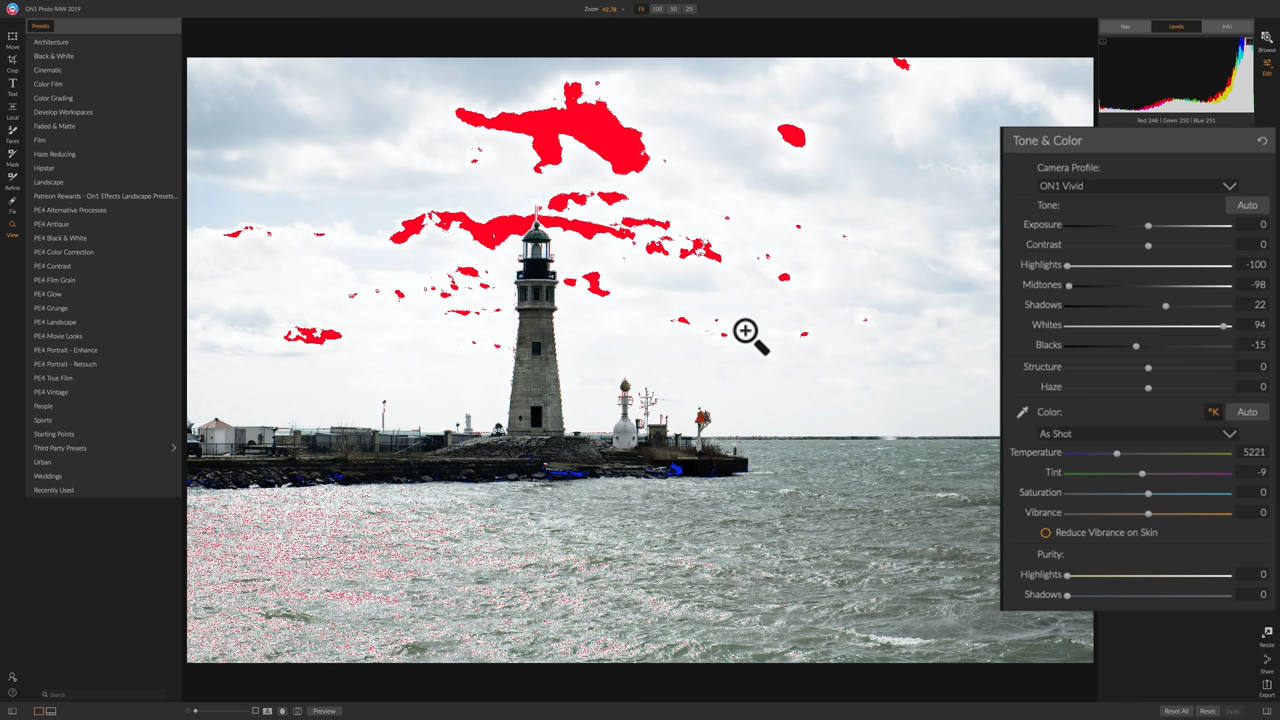 ON1 Photo RAW 2019
Zoom 42.78
Fit 100 50 25
Presets
Architecture
Black & White
Cinematic
Color Film
Color Grading
Develop Workspaces
Faded & Matte
Film
Haze Reducing
Hipster
Landscape
Patreon Rewards - On1 Effects Landscape Presets...
PE4 Alternative Processes
PE4 Antique
PE4 Black & White
PE4 Color Correction
PE4 Contrast
PE4 Film Grain
PE4 Glow
PE4 Grunge
PE4 Landscape
PE4 Movie Looks
PE4 Portrait - Enhance
PE4 Portrait - Retouch
PE4 True Film
PE4 Vintage
People
Sports
Starting Points
Third Party Presets
Urban
Weddings
Recently Used
Search
Move
Crop
Text
Local
Faces
Mask
Refine
Fix
View
Nav Levels Info
Browse
Edit
Red 248 | Green 250 | Blue 251
Tone & Color
Camera Profile:
ON1 Vivid
Tone: Auto
Exposure 0
Contrast 0
Highlights -100
Midtones -98
Shadows 22
Whites 94
Blacks -15
Structure 0
Haze 0
Color: °K Auto
As Shot
Temperature 5221
Tint -9
Saturation 0
Vibrance 0
Reduce Vibrance on Skin
Purity:
Highlights 0
Shadows 0
Resize
Share
Export
A
Preview
Reset All Reset Sync